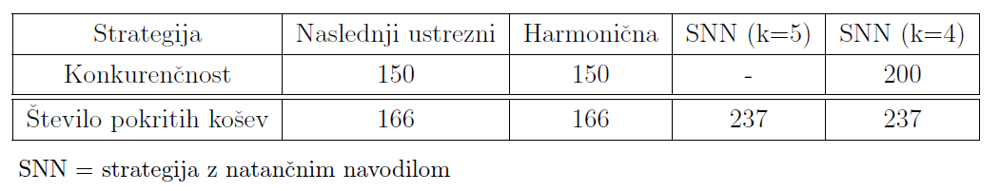 Strategija Naslednji ustrezni Harmonična SNN (k=5) SNN (k=4)
Konkurenčnost 150 150 - 200
Število pokritih košev 166 166 237 237
SNN = strategija z natančnim navodilom